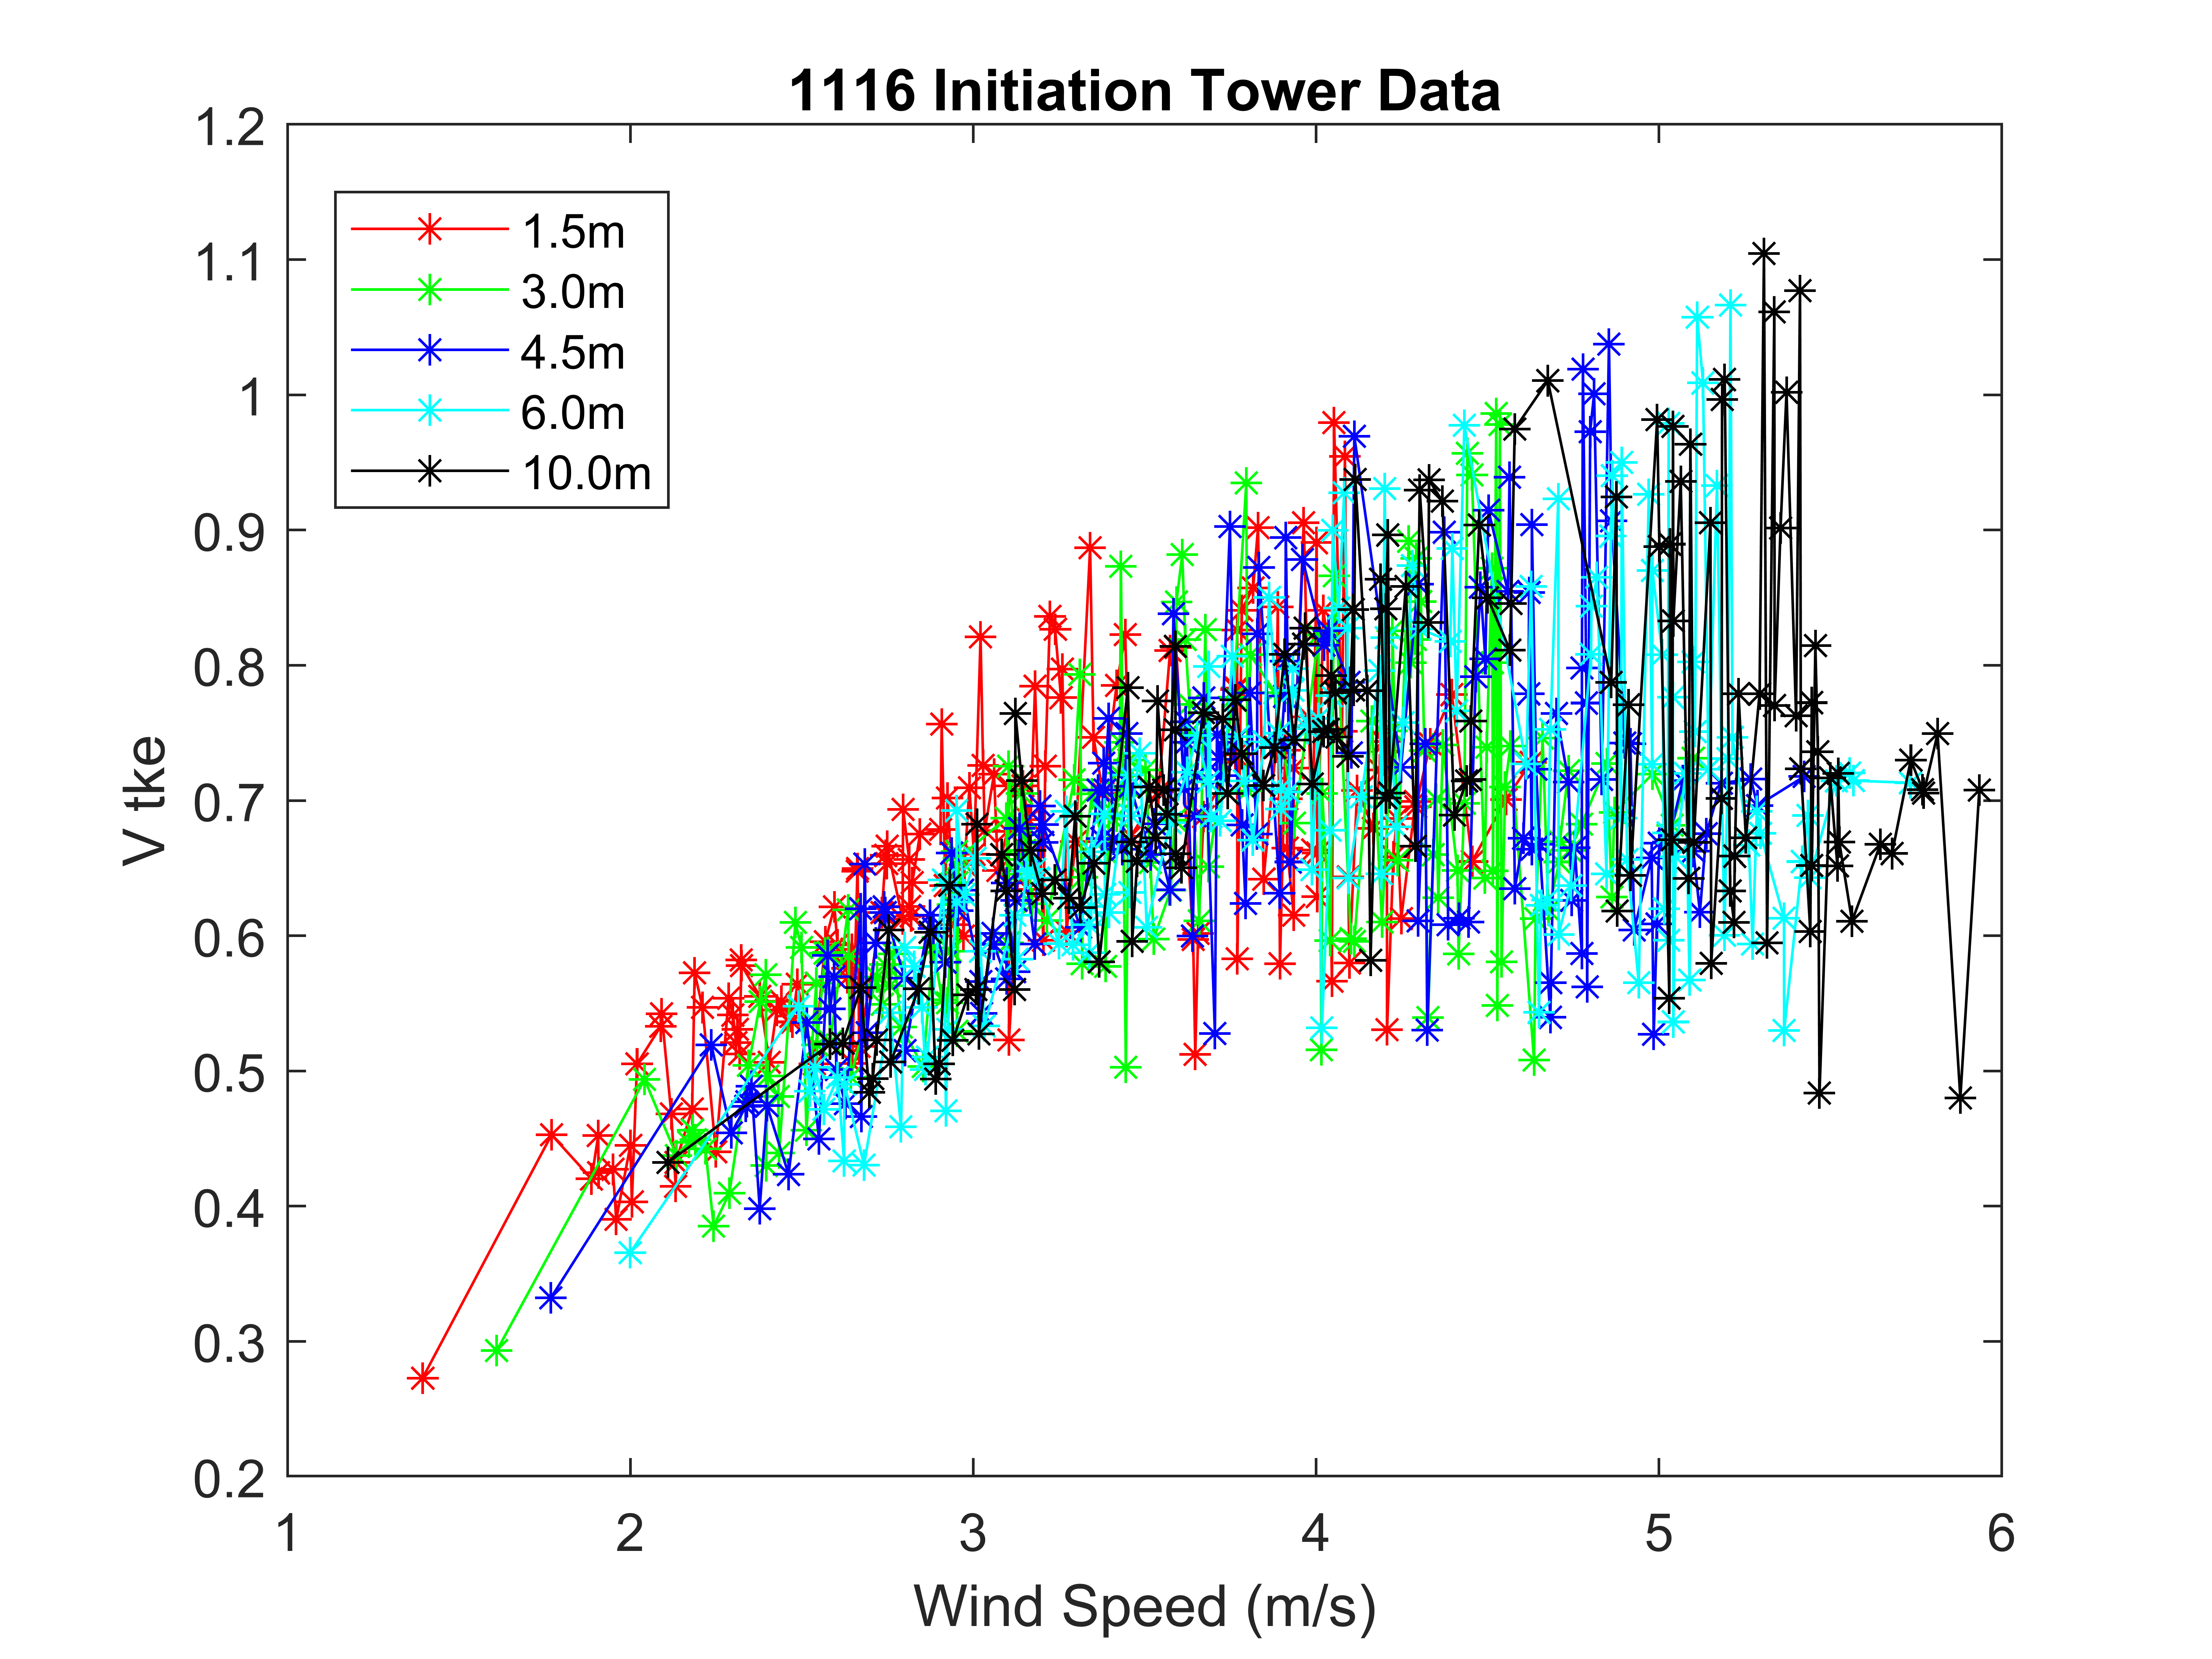 1116 Initiation Tower Data
1.2
1.1
1
0.9
0.8
0.7
0.6
0.5
0.4
0.3
0.2
V tke
1.5m
3.0m
4.5m
6.0m
10.0m
1 2 3 4 5 6
Wind Speed (m/s)